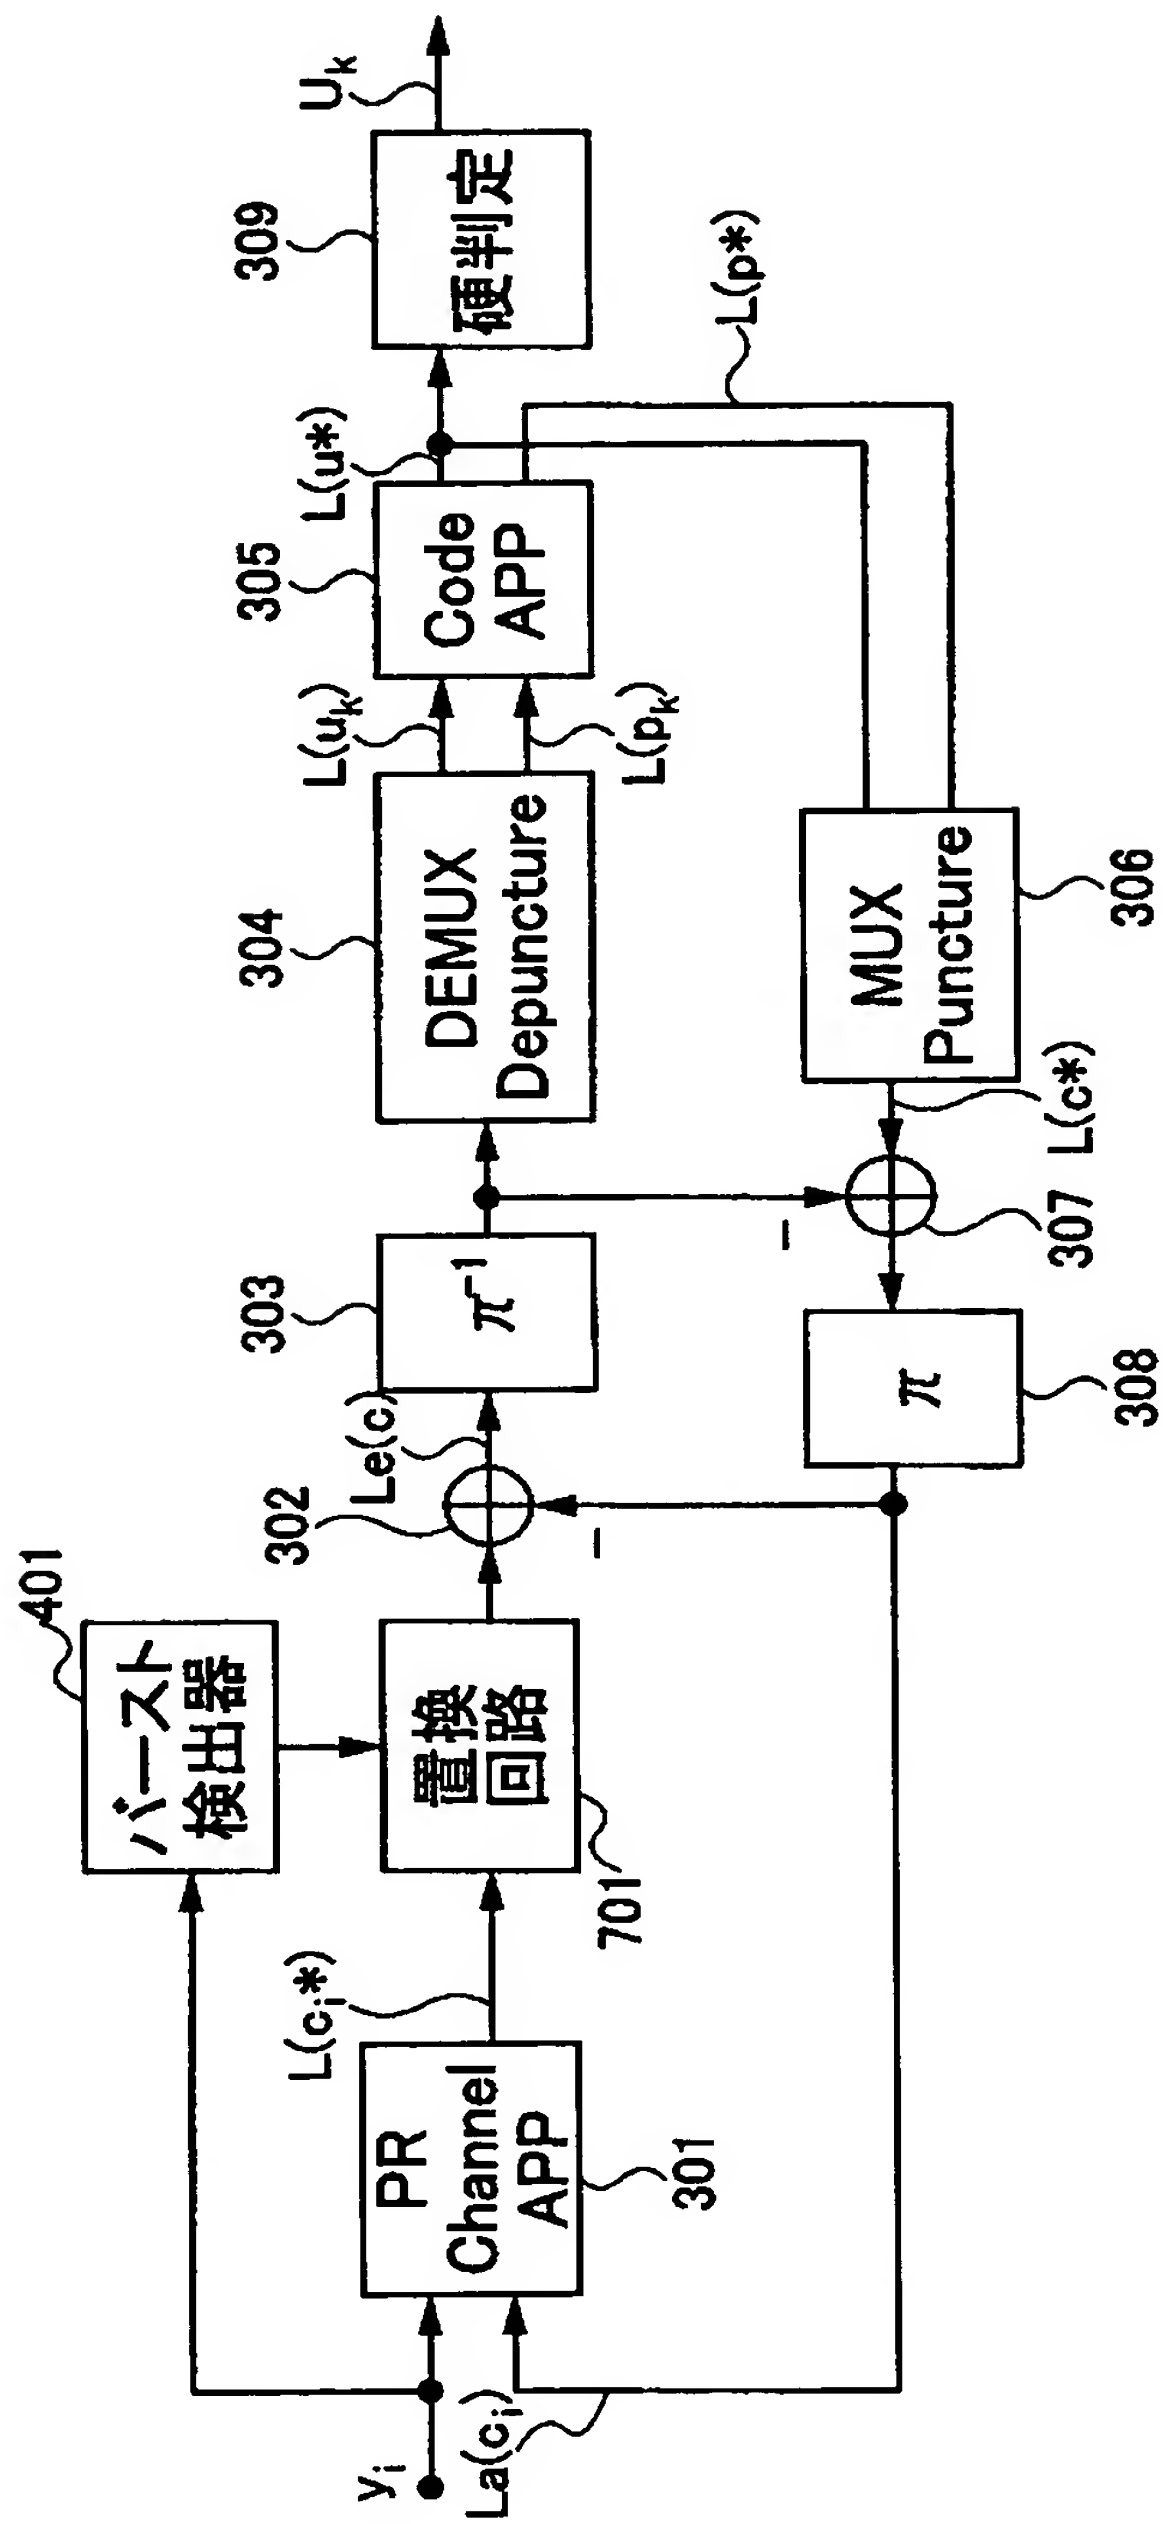 401
バースト
検出器
yi
La(ci)
PR
Channel
APP
301
L(ci*)
置換
回路
701
302
Le(c)
303
π-1
304
DEMUX
Depuncture
L(uk)
L(pk)
305
Code
APP
L(u*)
309
硬判定
Uk
L(p*)
MUX
Puncture
306
L(c*)
307
π
308
−
−